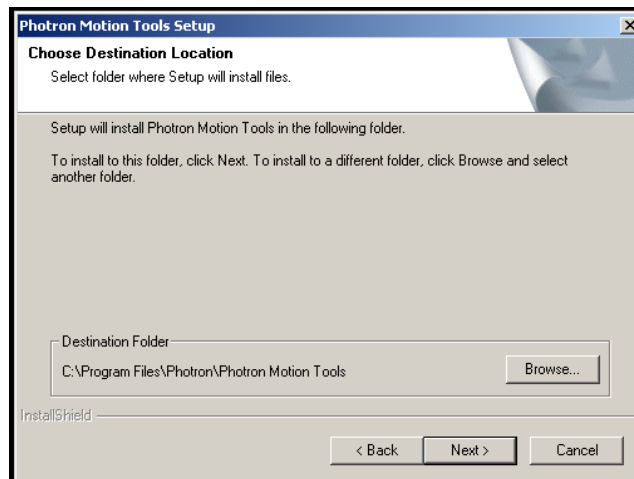 Photron Motion Tools Setup
Choose Destination Location
Select folder where Setup will install files.
Setup will install Photron Motion Tools in the following folder.
To install to this folder, click Next. To install to a different folder, click Browse and select
another folder.
Destination Folder
C:\Program Files\Photron\Photron Motion Tools
Browse...
InstallShield
< Back
Next >
Cancel